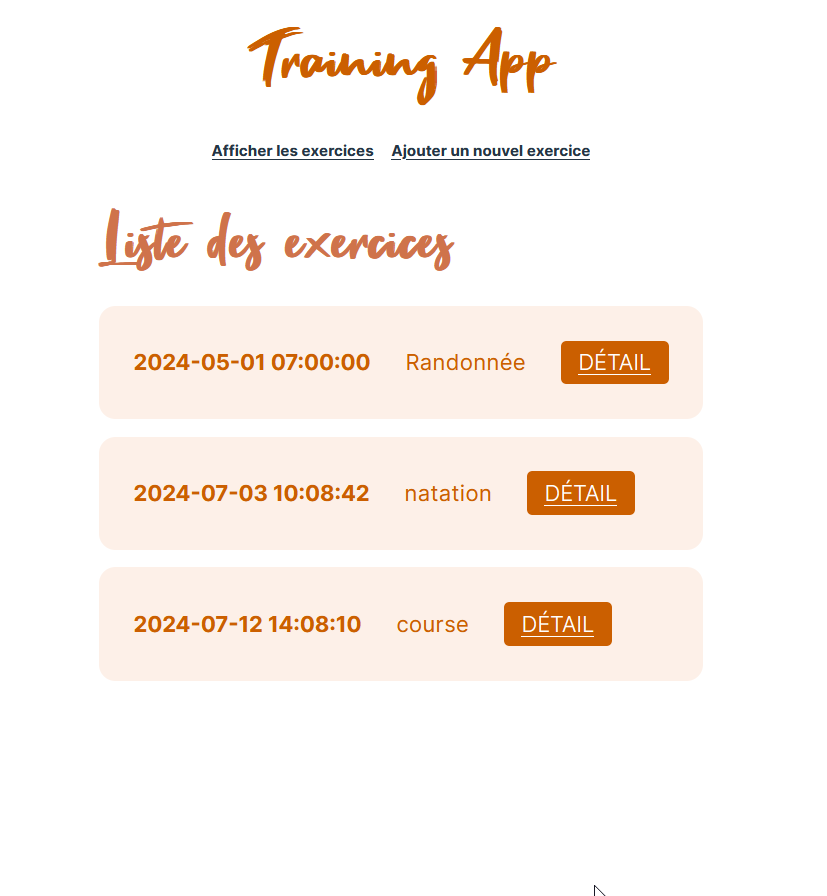 Training App
Afficher les exercices Ajouter un nouvel exercice
Liste des exercices
2024-05-01 07:00:00 Randonnée DÉTAIL
2024-07-03 10:08:42 natation DÉTAIL
2024-07-12 14:08:10 course DÉTAIL